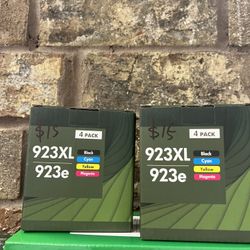 $15
4 PACK
923XL
923e
Black
Cyan
Yellow
Magenta
$15
4 PACK
923XL
923e
Black
Cyan
Yellow
Magenta